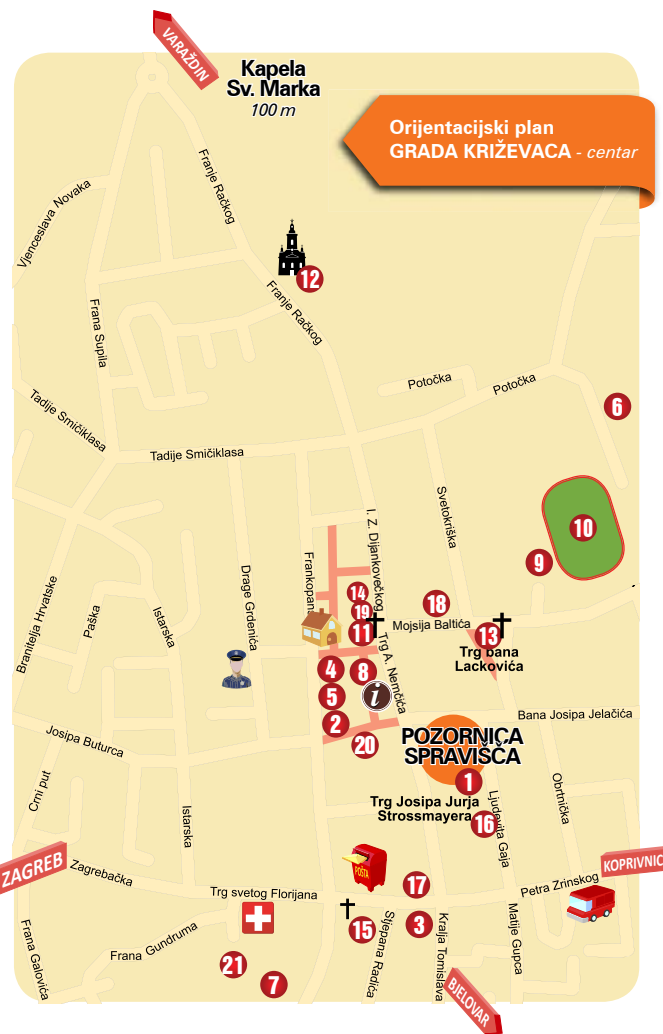 VARAŽDIN
Kapela
Sv. Marka
100 m
Orijentacijski plan
GRADA KRIŽEVACA - centar
Franje Račkog
Vjenceslava Novaka
12
Franje Račkog
Frana Supila
Potočka
Potočka
6
Tadije Smičiklasa
Tadije Smičiklasa
Svetokriška
10
I. Z. Dijankovečkog
9
Frankopana
Drage Grdenića
Branitelja Hrvatske
Paška
Istarska
14
19
18
Mojsija Baltića
11
13
Trg bana
Lackovića
Trg A. Nemčića
4
8
5
i
2
20
Bana Josipa Jelačića
Josipa Buturca
POZORNICA
SPRAVIŠČA
1
Crni put
Istarska
Trg Josipa Jurja
Strossmayera
16
Ljudevita Gaja
Obrtnička
ZAGREB
Zagrebačka
POŠTA
KOPRIVNIC
Trg svetog Florijana
17
Petra Zrinskog
15
3
Stjepana Radića
Kralja Tomislava
Matije Gupca
Frana Galovića
Frana Gundruma
21
7
BJELOVAR